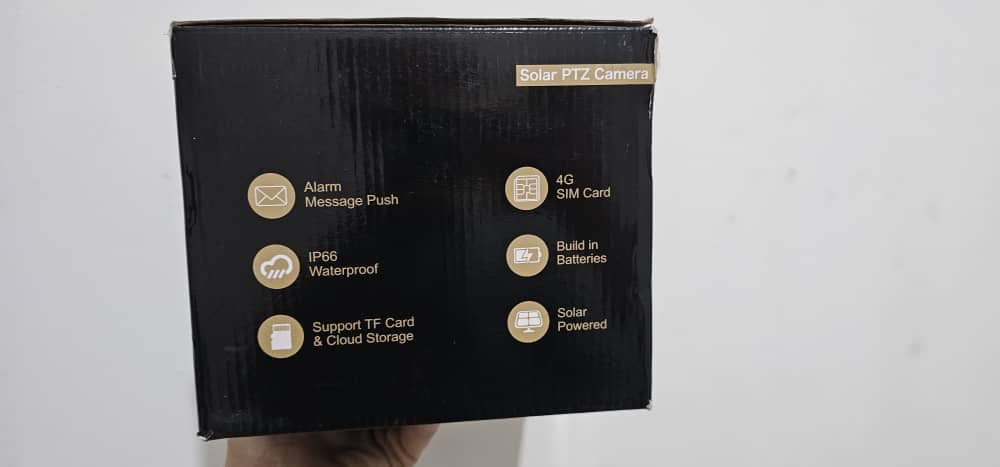 Solar PTZ Camera
Alarm
Message Push
4G
SIM Card
IP66
Waterproof
Build in
Batteries
Support TF Card
& Cloud Storage
Solar
Powered